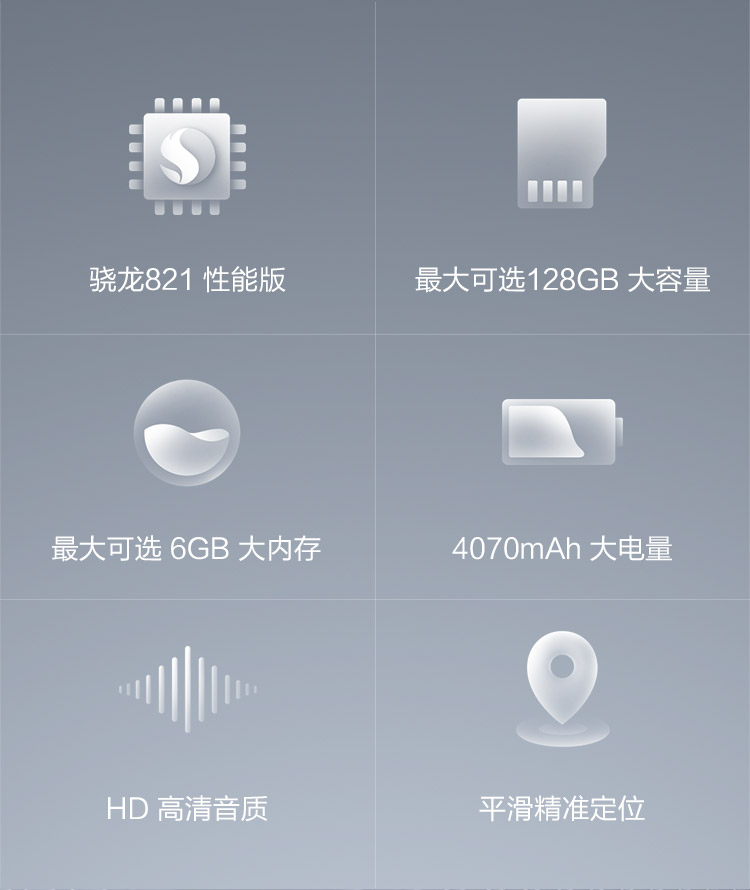 骁龙821 性能版
最大可选128GB 大容量
最大可选 6GB 大内存
4070mAh 大电量
HD 高清音质
平滑精准定位